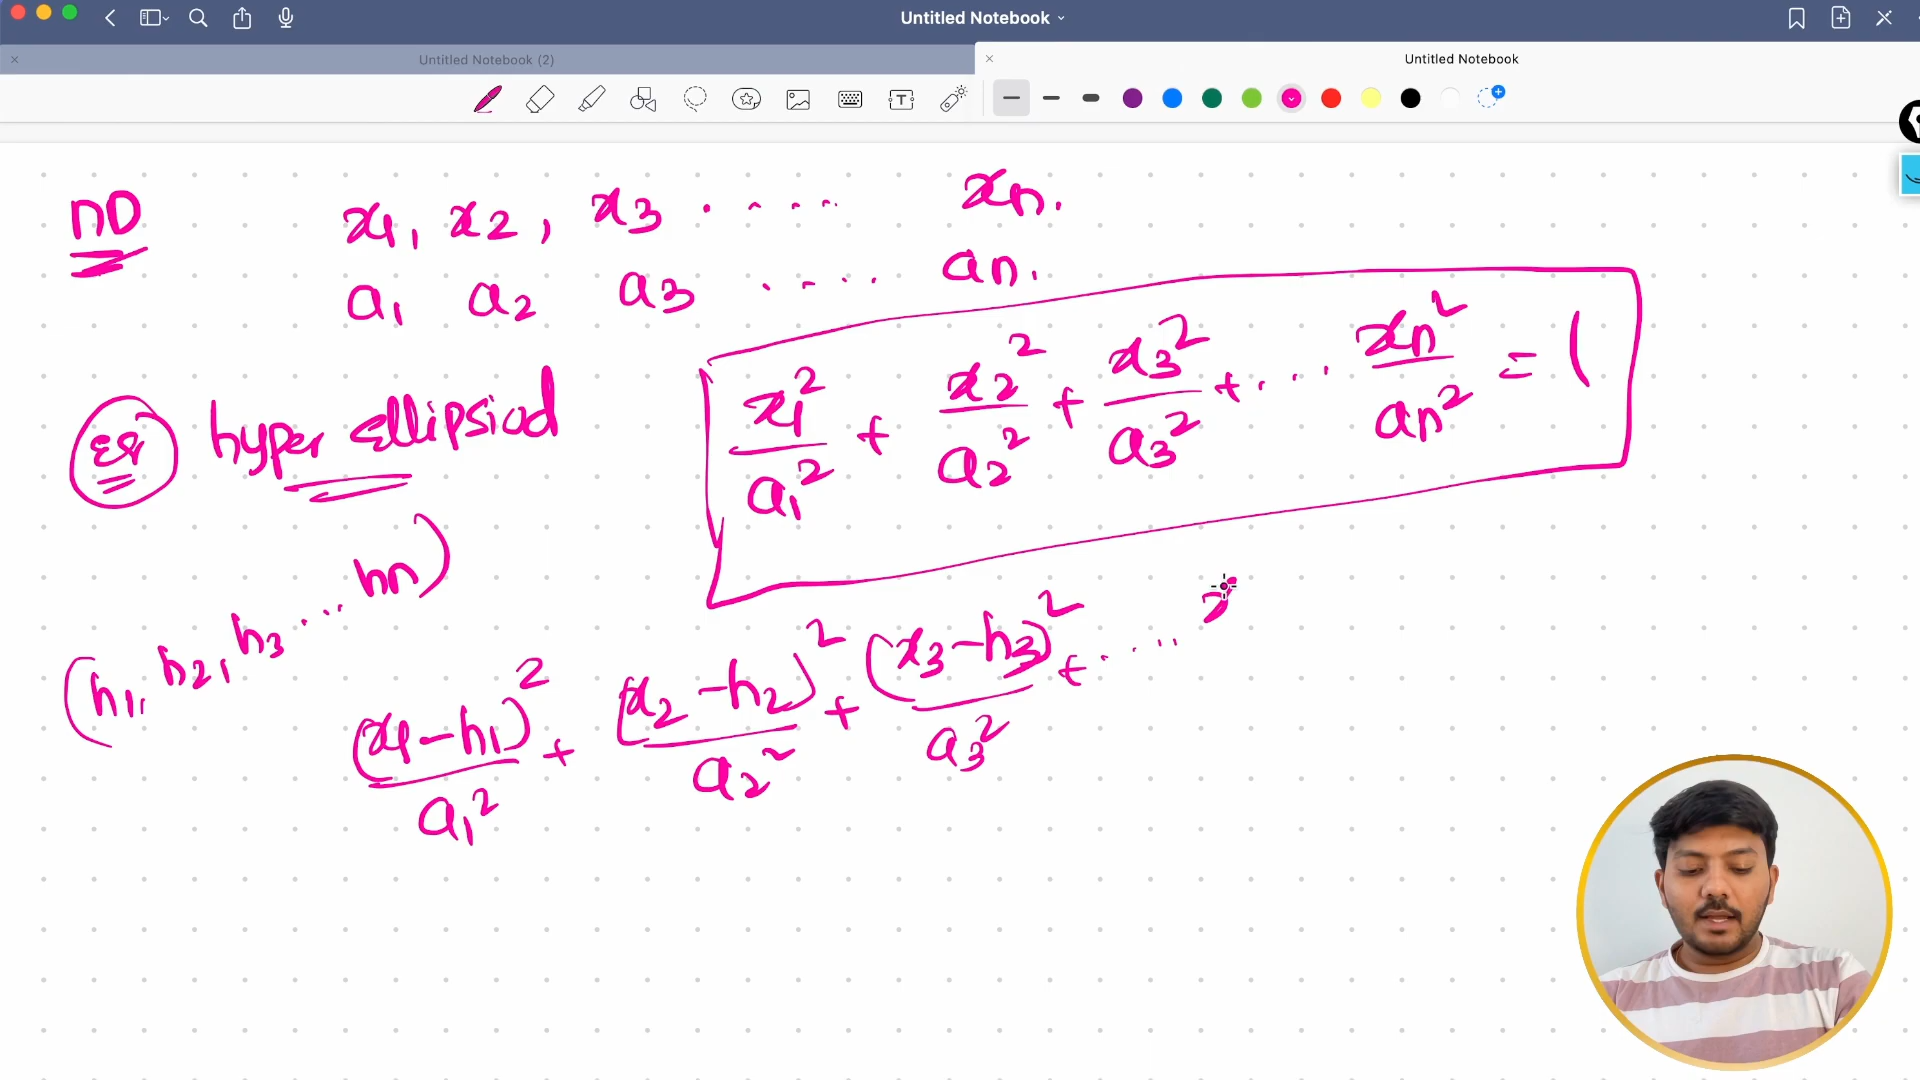 Untitled Notebook
Untitled Notebook (2)
Untitled Notebook
nD
x1, x2, x3 ..... xn.
a1 a2 a3 ..... an.
x1²/a1² + x2²/a2² + x3²/a3² + .... xn²/an² = 1
hyper ellipsiod
(h1, h2, h3 ... hn)
(x1-h1)²/a1² + (x2-h2)²/a2² + (x3-h3)²/a3² + ..... x